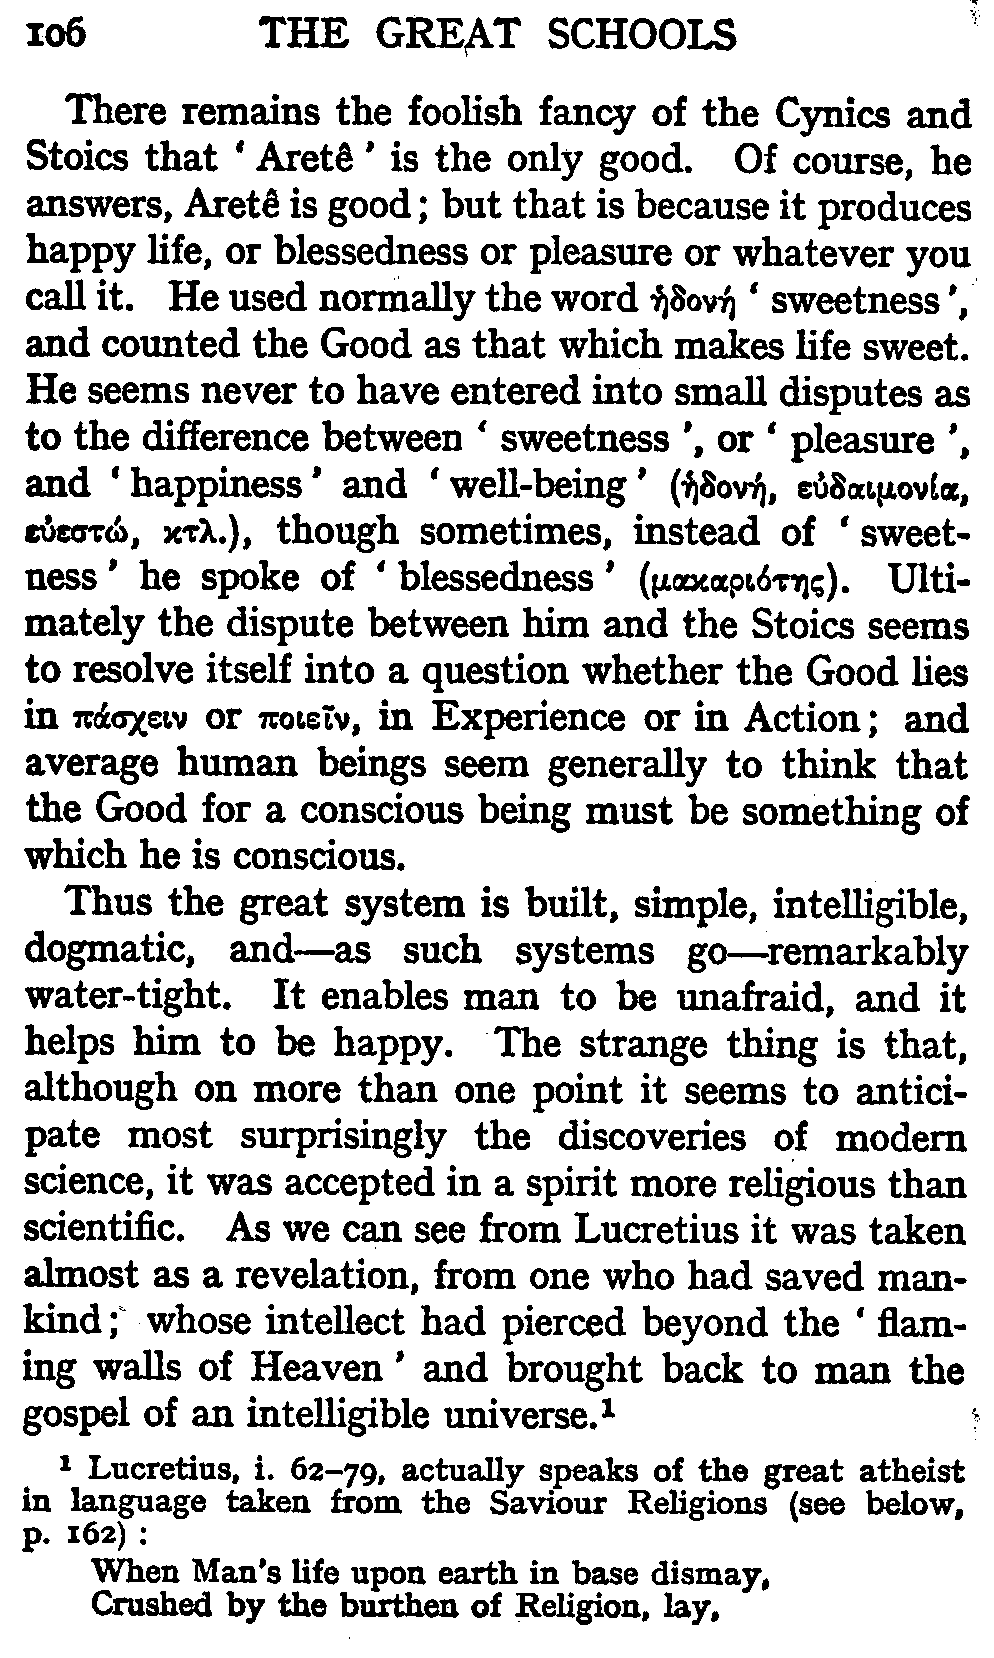 106 THE GREAT SCHOOLS
There remains the foolish fancy of the Cynics and
Stoics that ‘ Aretê ’ is the only good. Of course, he
answers, Aretê is good; but that is because it produces
happy life, or blessedness or pleasure or whatever you
call it. He used normally the word ἡδονή ‘ sweetness ’,
and counted the Good as that which makes life sweet.
He seems never to have entered into small disputes as
to the difference between ‘ sweetness ’, or ‘ pleasure ’,
and ‘ happiness ’ and ‘ well-being ’ (ἡδονή, εὐδαιμονία,
εὐεστώ, κτλ.), though sometimes, instead of ‘ sweet-
ness ’ he spoke of ‘ blessedness ’ (μακαριότης). Ulti-
mately the dispute between him and the Stoics seems
to resolve itself into a question whether the Good lies
in πάσχειν or ποιεῖν, in Experience or in Action; and
average human beings seem generally to think that
the Good for a conscious being must be something of
which he is conscious.
Thus the great system is built, simple, intelligible,
dogmatic, and—as such systems go—remarkably
water-tight. It enables man to be unafraid, and it
helps him to be happy. The strange thing is that,
although on more than one point it seems to antici-
pate most surprisingly the discoveries of modern
science, it was accepted in a spirit more religious than
scientific. As we can see from Lucretius it was taken
almost as a revelation, from one who had saved man-
kind; whose intellect had pierced beyond the ‘ flam-
ing walls of Heaven ’ and brought back to man the
gospel of an intelligible universe.¹
¹ Lucretius, i. 62–79, actually speaks of the great atheist
in language taken from the Saviour Religions (see below,
p. 162) :
When Man's life upon earth in base dismay,
Crushed by the burthen of Religion, lay,